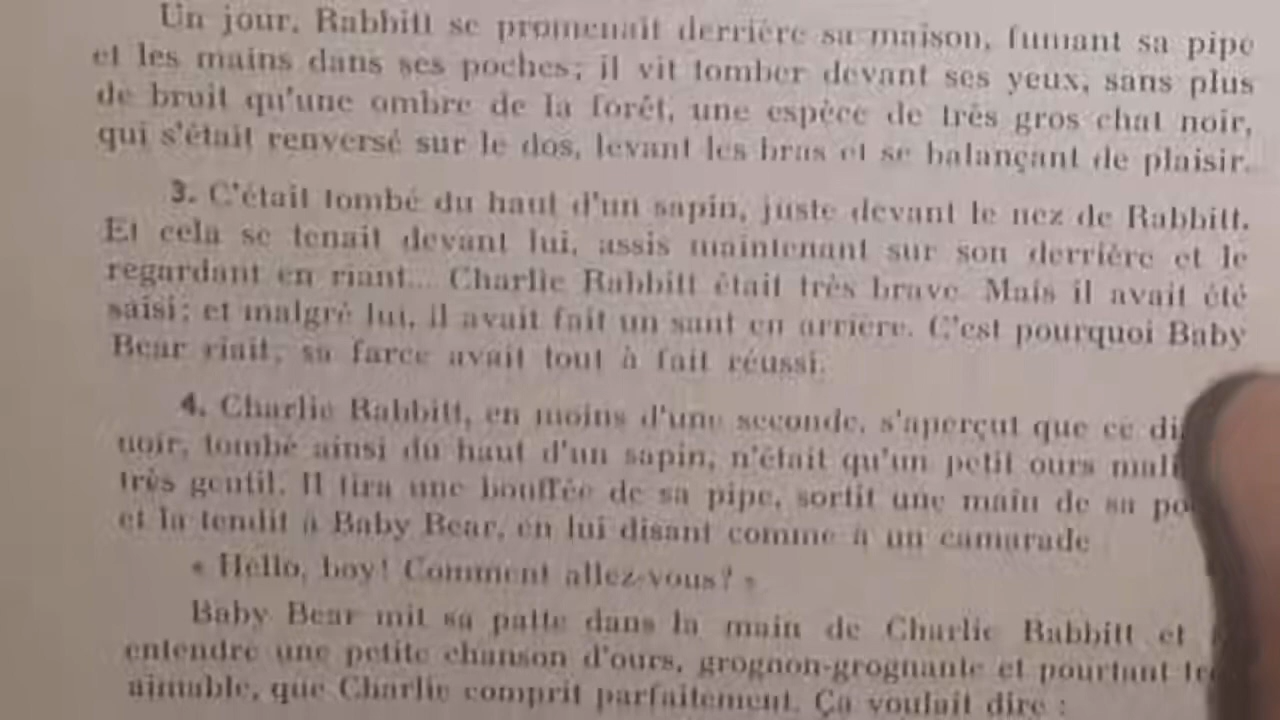 Un jour, Rabbitt se promenait derrière sa maison, fumant sa pipe
et les mains dans ses poches; il vit tomber devant ses yeux, sans plus
de bruit qu'une ombre de la forêt, une espèce de très gros chat noir,
qui s'était renversé sur le dos, levant les bras et se balançant de plaisir.
3. C'était tombé du haut d'un sapin, juste devant le nez de Rabbitt.
Et cela se tenait devant lui, assis maintenant sur son derrière et le
regardant en riant... Charlie Rabbitt était très brave. Mais il avait été
saisi; et malgré lui, il avait fait un saut en arrière. C'est pourquoi Baby
Bear riait; sa farce avait tout à fait réussi.
4. Charlie Rabbitt, en moins d'une seconde, s'aperçut que ce
noir, tombé ainsi du haut d'un sapin, n'était qu'un petit ours
très gentil. Il tira une bouffée de sa pipe, sortit une main de sa
et la tendit à Baby Bear, en lui disant comme à un camarade
« Hello, boy! Comment allez-vous? »
Baby Bear mit sa patte dans la main de Charlie Rabbitt et
entendre une petite chanson d'ours, grognon-grognante et pourtant
aimable, que Charlie comprit parfaitement. Ça voulait dire :